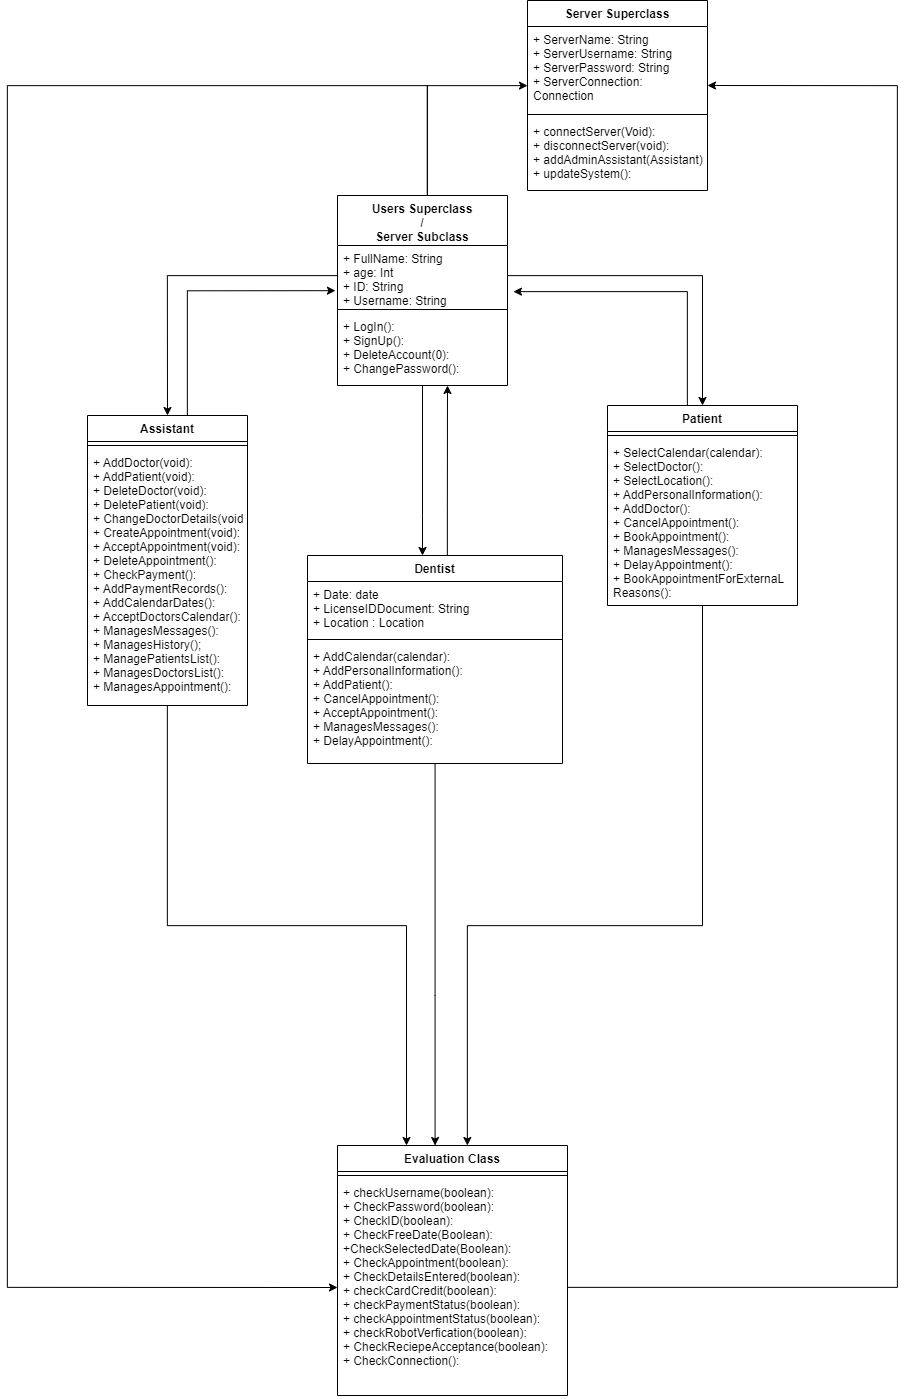 Server Superclass
+ ServerName: String
+ ServerUsername: String
+ ServerPassword: String
+ ServerConnection:
Connection
+ connectServer(Void):
+ disconnectServer(void):
+ addAdminAssistant(Assistant)
+ updateSystem():
Users Superclass
/
Server Subclass
+ FullName: String
+ age: Int
+ ID: String
+ Username: String
+ LogIn():
+ SignUp():
+ DeleteAccount(0):
+ ChangePassword():
Assistant
+ AddDoctor(void):
+ AddPatient(void):
+ DeleteDoctor(void):
+ DeletePatient(void):
+ ChangeDoctorDetails(void
+ CreateAppointment(void):
+ AcceptAppointment(void):
+ DeleteAppointment():
+ CheckPayment():
+ AddPaymentRecords():
+ AddCalendarDates():
+ AcceptDoctorsCalendar():
+ ManagesMessages():
+ ManagesHistory();
+ ManagePatientsList():
+ ManagesDoctorsList():
+ ManagesAppointment():
Patient
+ SelectCalendar(calendar):
+ SelectDoctor():
+ SelectLocation():
+ AddPersonalInformation():
+ AddDoctor():
+ CancelAppointment():
+ BookAppointment():
+ ManagesMessages():
+ DelayAppointment():
+ BookAppointmentForExternaL
Reasons():
Dentist
+ Date: date
+ LicenseIDDocument: String
+ Location : Location
+ AddCalendar(calendar):
+ AddPersonalInformation():
+ AddPatient():
+ CancelAppointment():
+ AcceptAppointment():
+ ManagesMessages():
+ DelayAppointment():
Evaluation Class
+ checkUsername(boolean):
+ CheckPassword(boolean):
+ CheckID(boolean):
+ CheckFreeDate(Boolean):
+CheckSelectedDate(Boolean):
+ CheckAppointment(boolean):
+ CheckDetailsEntered(boolean):
+ checkCardCredit(boolean):
+ checkPaymentStatus(boolean):
+ checkAppointmentStatus(boolean):
+ checkRobotVerfication(boolean):
+ CheckReciepeAcceptance(boolean):
+ CheckConnection():